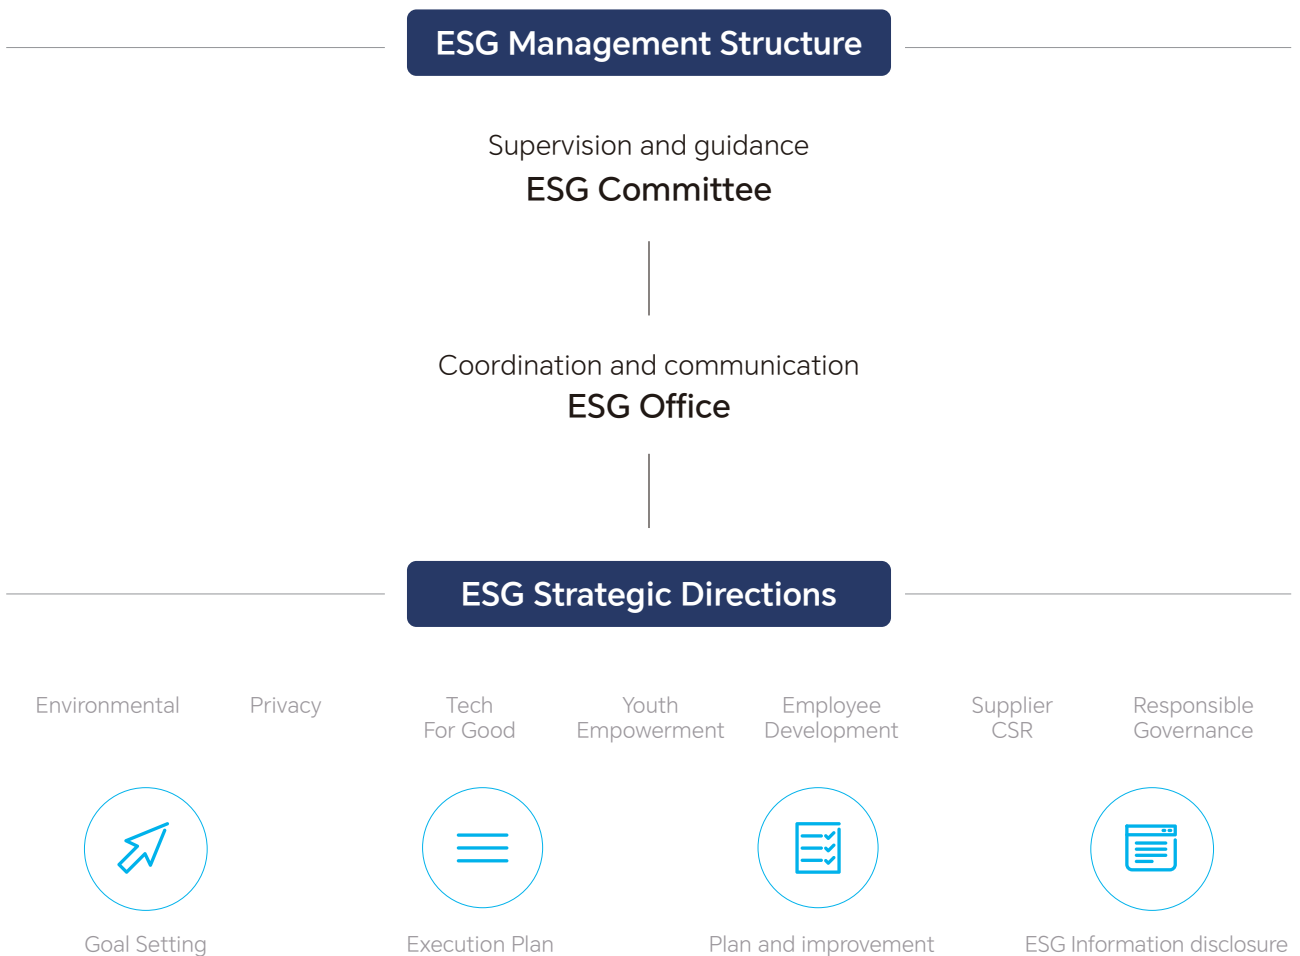 ESG Management Structure
Supervision and guidance
ESG Committee
Coordination and communication
ESG Office
ESG Strategic Directions
Environmental
Privacy
Tech
For Good
Youth
Empowerment
Employee
Development
Supplier
CSR
Responsible
Governance
Goal Setting
Execution Plan
Plan and improvement
ESG Information disclosure